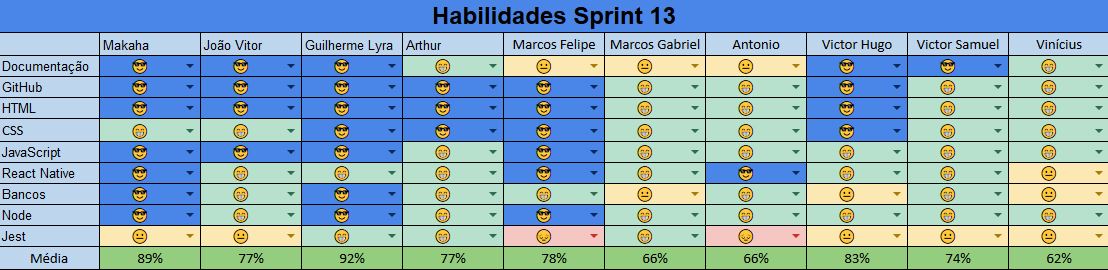 Habilidades Sprint 13
Makaha João Vitor Guilherme Lyra Arthur Marcos Felipe Marcos Gabriel Antonio Victor Hugo Victor Samuel Vinícius
Documentação 😎 😎 😎 😁 😐 😐 😐 😎 😎 😁
GitHub 😎 😎 😎 😎 😎 😁 😁 😎 😁 😁
HTML 😎 😎 😎 😎 😎 😁 😁 😎 😁 😁
CSS 😁 😁 😎 😎 😎 😁 😁 😎 😁 😁
JavaScript 😎 😎 😎 😁 😎 😁 😁 😁 😁 😁
React Native 😎 😁 😁 😁 😎 😁 😎 😁 😁 😐
Bancos 😎 😁 😎 😁 😁 😐 😁 😐 😁 😐
Node 😎 😁 😎 😁 😎 😁 😁 😁 😁 😁
Jest 😐 😐 😁 😁 😞 😁 😞 😐 😐 😐
Média 89% 77% 92% 77% 78% 66% 66% 83% 74% 62%